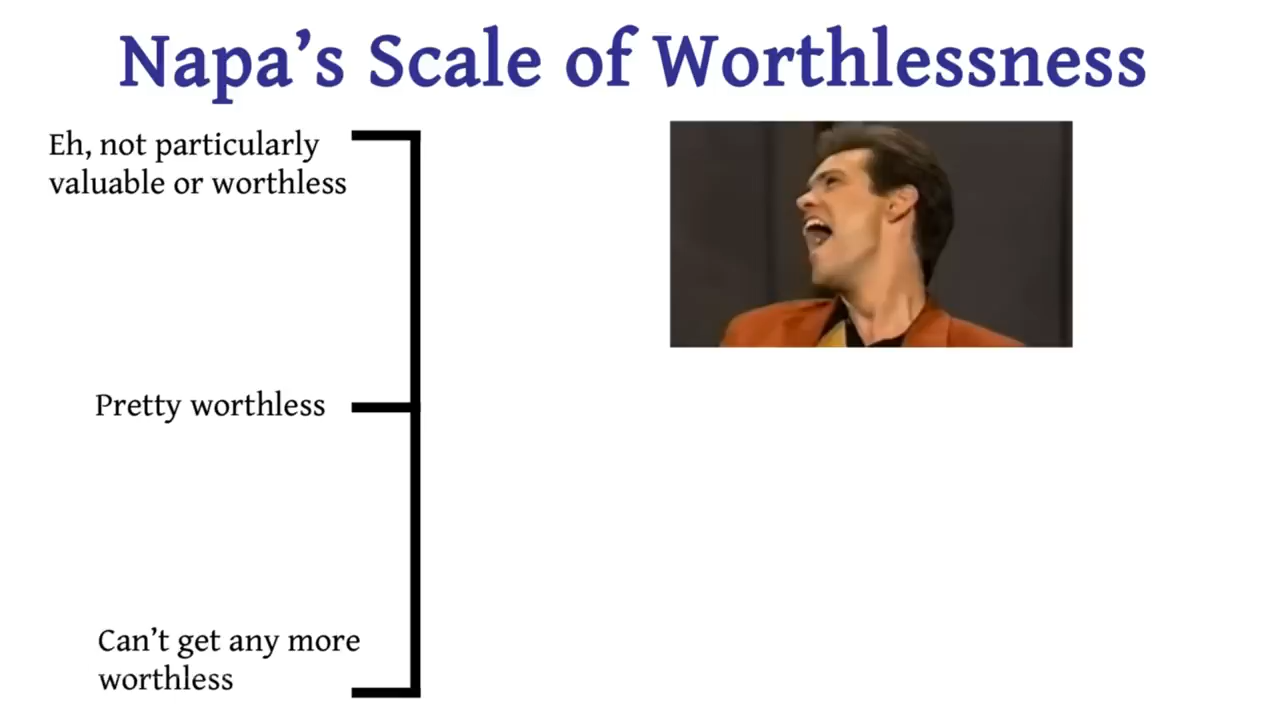 Napa’s Scale of Worthlessness
Eh, not particularly
valuable or worthless
Pretty worthless
Can’t get any more
worthless